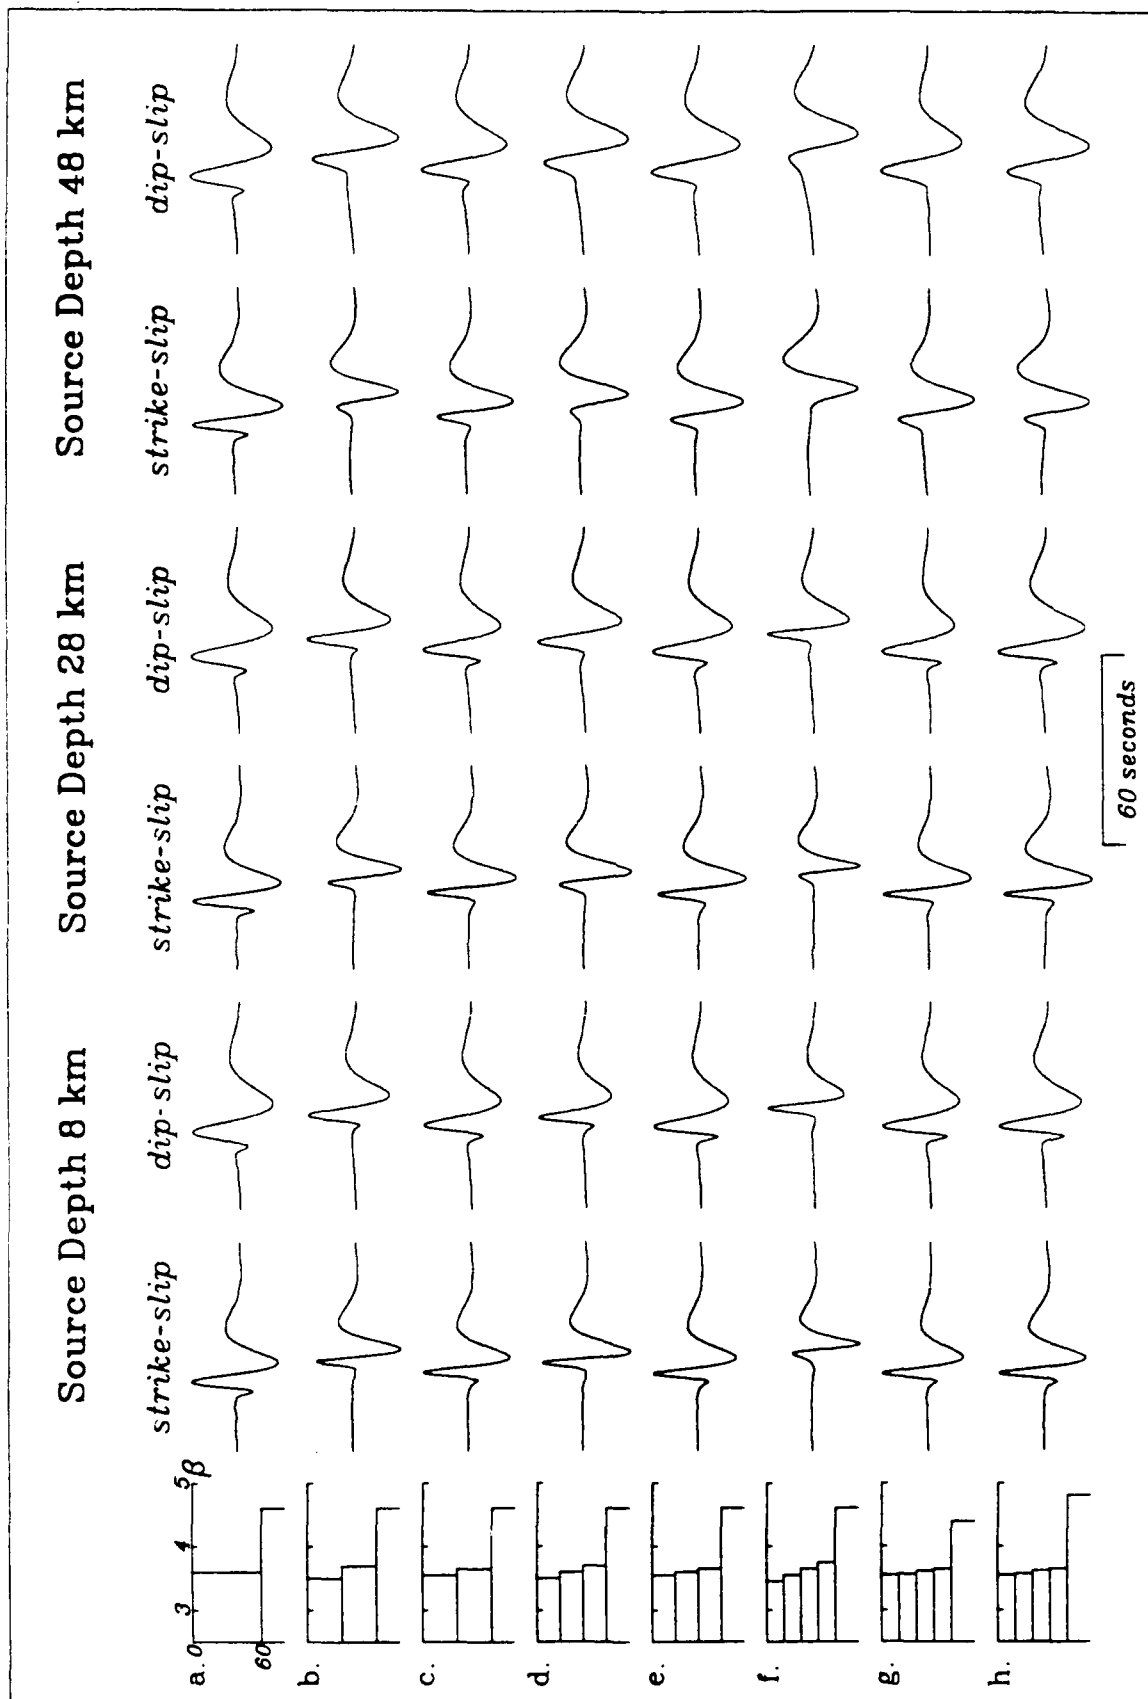 Source Depth 8 km
Source Depth 28 km
Source Depth 48 km
strike-slip
dip-slip
strike-slip
dip-slip
strike-slip
dip-slip
3 4 5 β
a. 0
60
b.
c.
d.
e.
f.
g.
h.
60 seconds